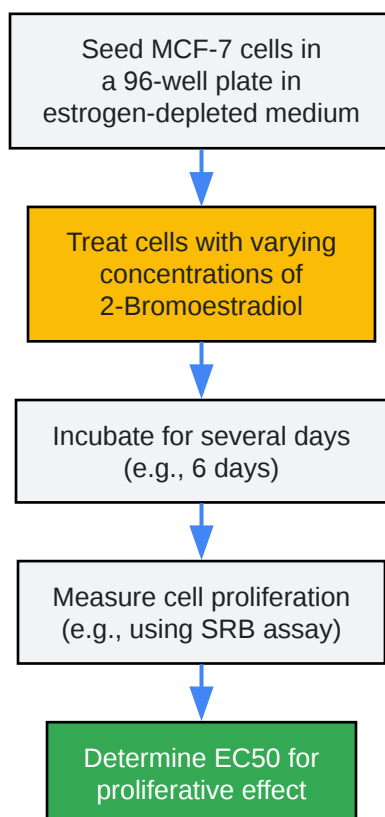 Seed MCF-7 cells in
a 96-well plate in
estrogen-depleted medium
Treat cells with varying
concentrations of
2-Bromoestradiol
Incubate for several days
(e.g., 6 days)
Measure cell proliferation
(e.g., using SRB assay)
Determine EC50 for
proliferative effect